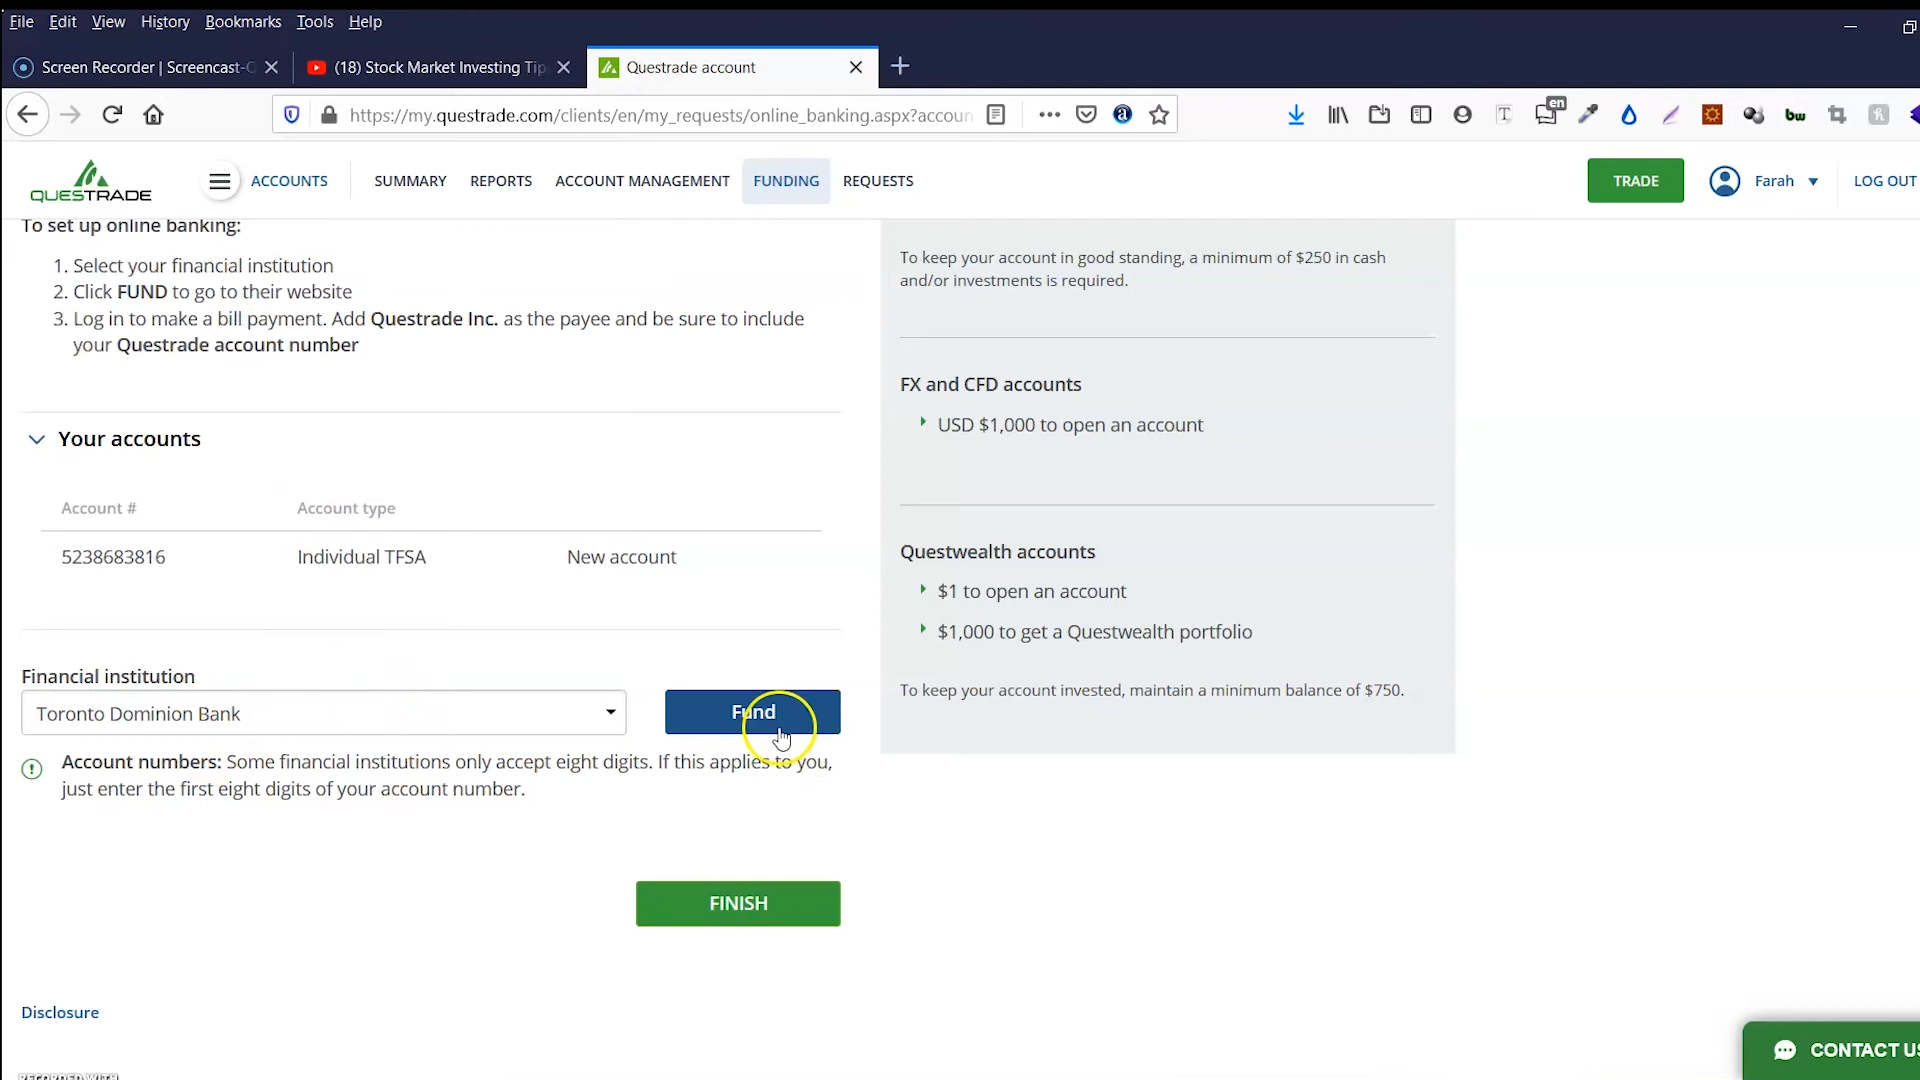 File Edit View History Bookmarks Tools Help
Screen Recorder | Screencast-O
(18) Stock Market Investing Tip
Questrade account
https://my.questrade.com/clients/en/my_requests/online_banking.aspx?accoun
en
bw
QUESTRADE
ACCOUNTS SUMMARY REPORTS ACCOUNT MANAGEMENT FUNDING REQUESTS TRADE Farah LOG OUT
To set up online banking:
1. Select your financial institution
2. Click FUND to go to their website
3. Log in to make a bill payment. Add Questrade Inc. as the payee and be sure to include
your Questrade account number
Your accounts
Account # Account type
5238683816 Individual TFSA New account
Financial institution
Toronto Dominion Bank
Fund
Account numbers: Some financial institutions only accept eight digits. If this applies to you,
just enter the first eight digits of your account number.
FINISH
Disclosure
To keep your account in good standing, a minimum of $250 in cash
and/or investments is required.
FX and CFD accounts
USD $1,000 to open an account
Questwealth accounts
$1 to open an account
$1,000 to get a Questwealth portfolio
To keep your account invested, maintain a minimum balance of $750.
CONTACT US
RECORDED WITH